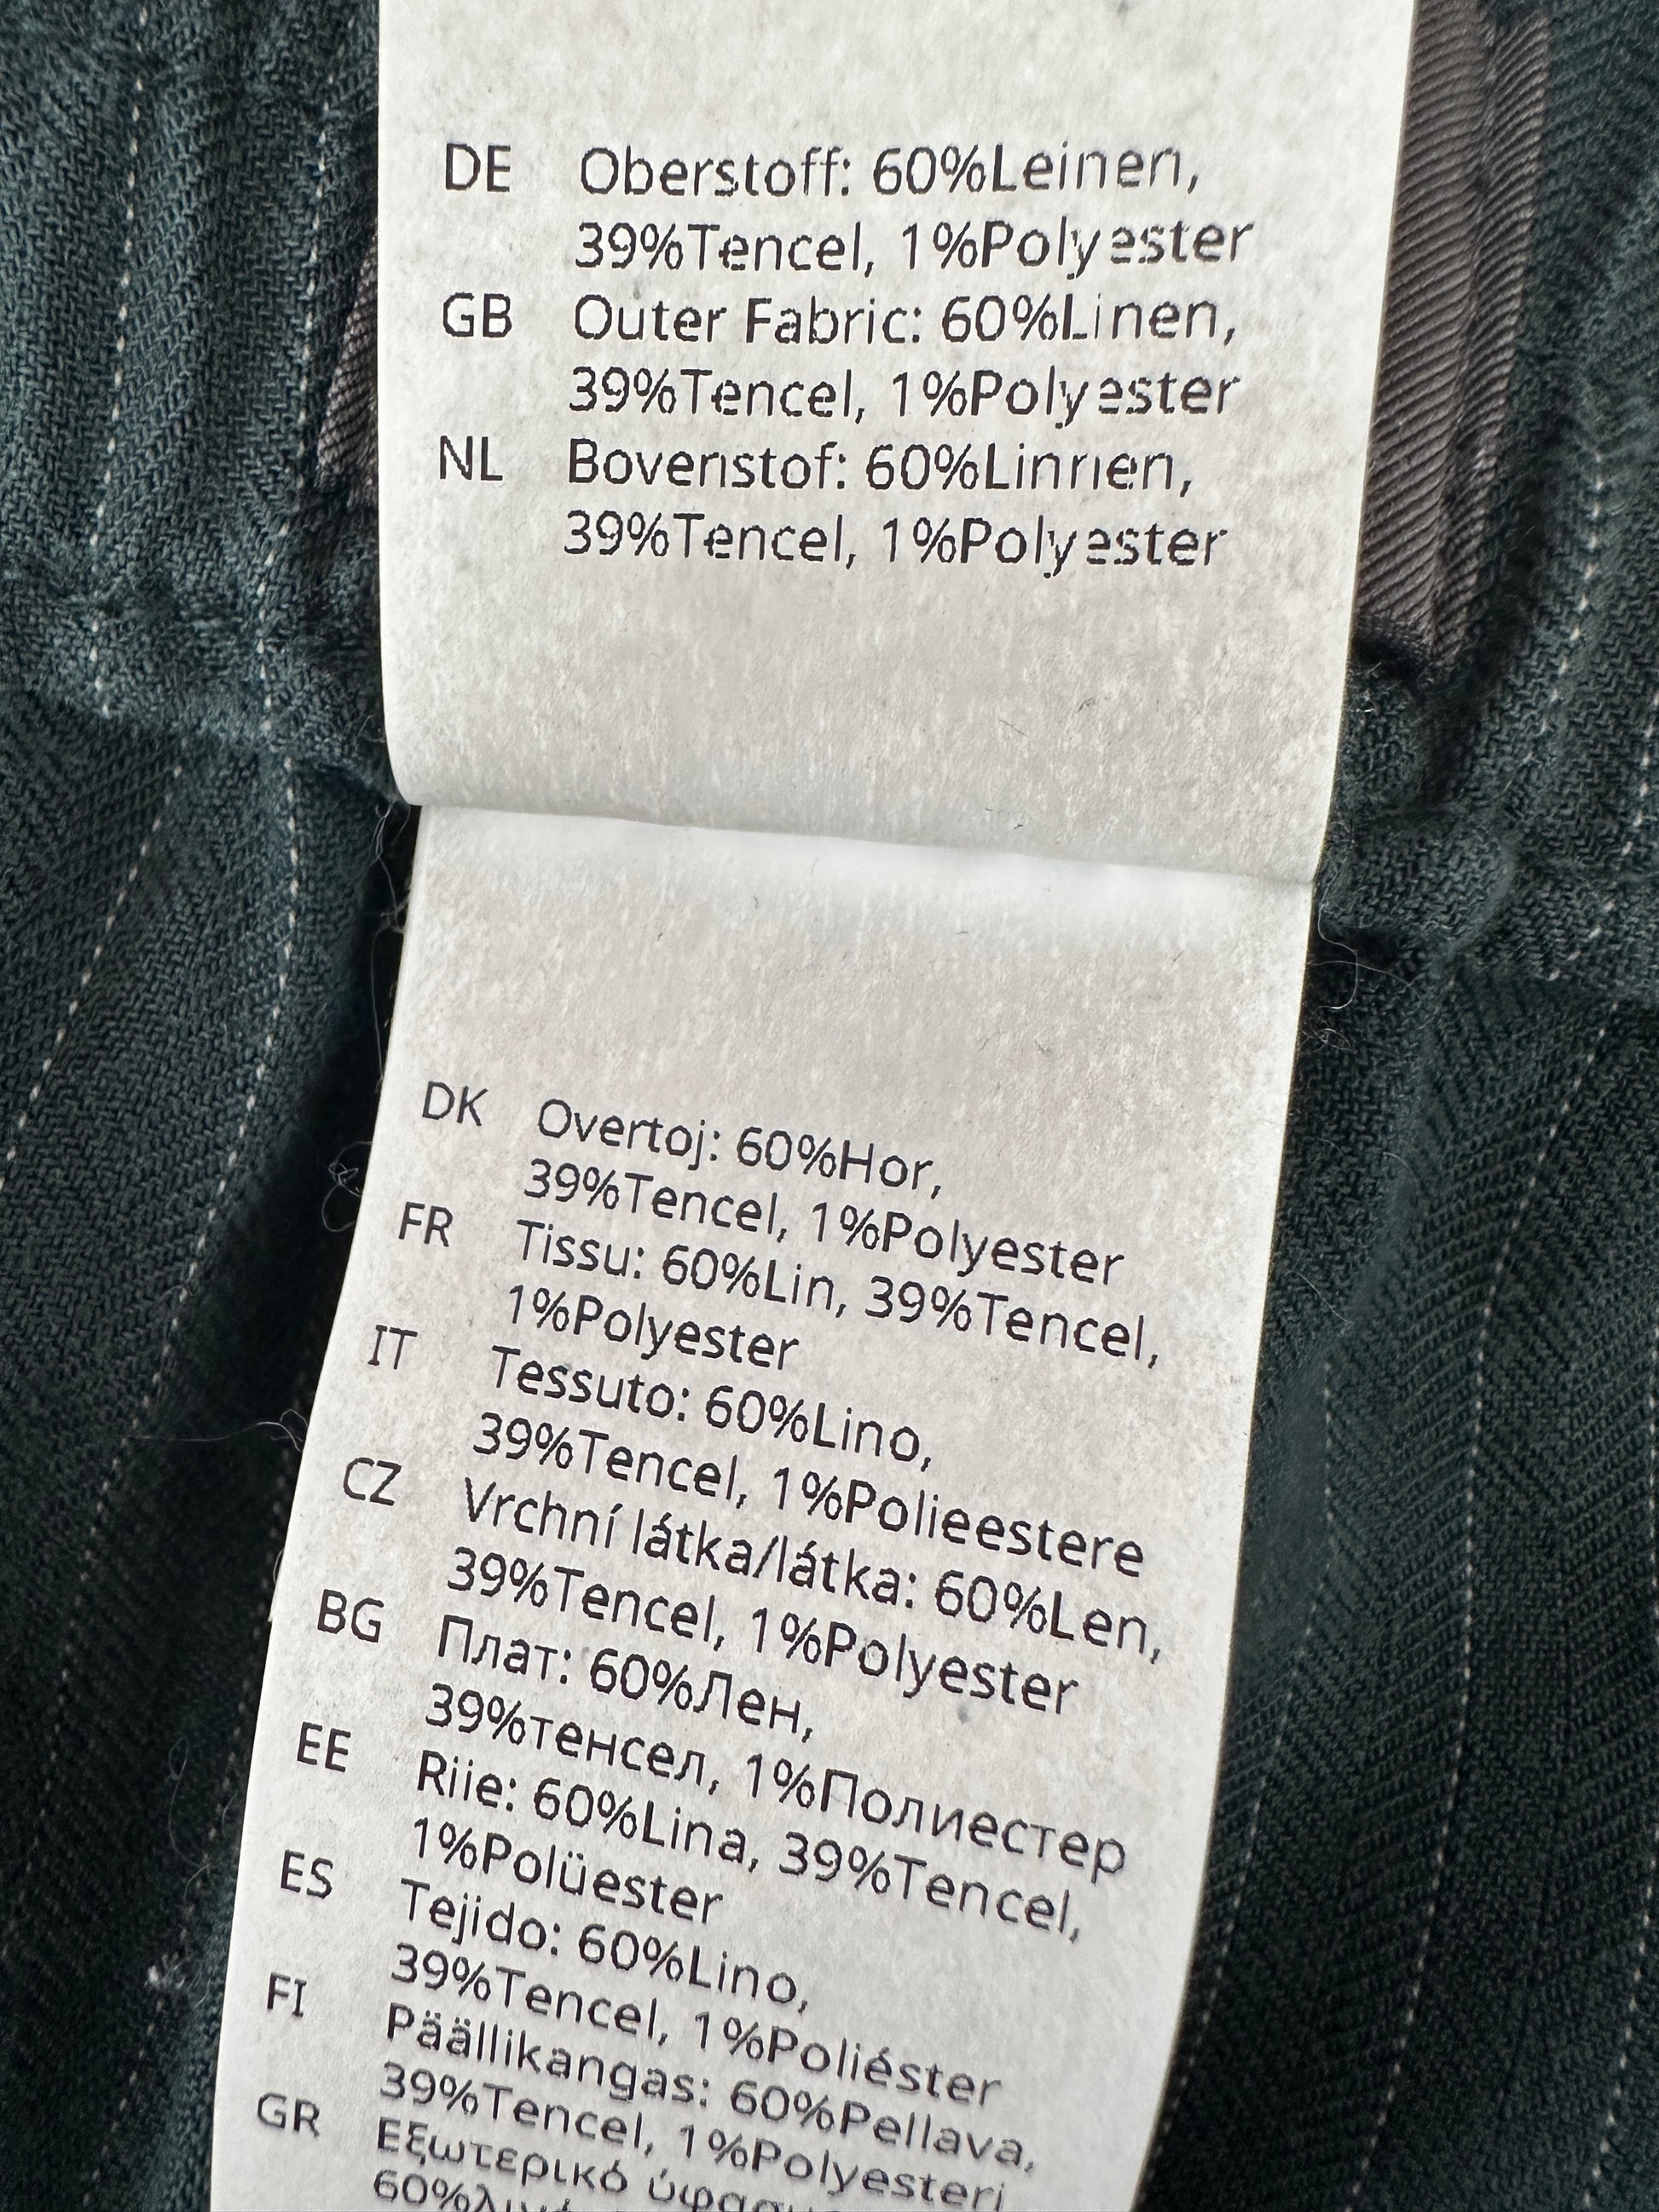 DE Oberstoff: 60%Leinen,
39%Tencel, 1%Polyester
GB Outer Fabric: 60%Linen,
39%Tencel, 1%Polyester
NL Bovenstof: 60%Linnen,
39%Tencel, 1%Polyester
DK Overtoj: 60%Hor,
39%Tencel, 1%Polyester
FR Tissu: 60%Lin, 39%Tencel,
1%Polyester
IT Tessuto: 60%Lino,
39%Tencel, 1%Polieestere
CZ Vrchní látka/látka: 60%Len,
39%Tencel, 1%Polyester
BG Плат: 60%Лен,
39%тенсел, 1%Полиестер
EE Riie: 60%Lina, 39%Tencel,
1%Polüester
ES Tejido: 60%Lino,
39%Tencel, 1%Poliéster
FI Päällikangas: 60%Pellava,
39%Tencel, 1%Polyesteri
GR Εξωτερικό